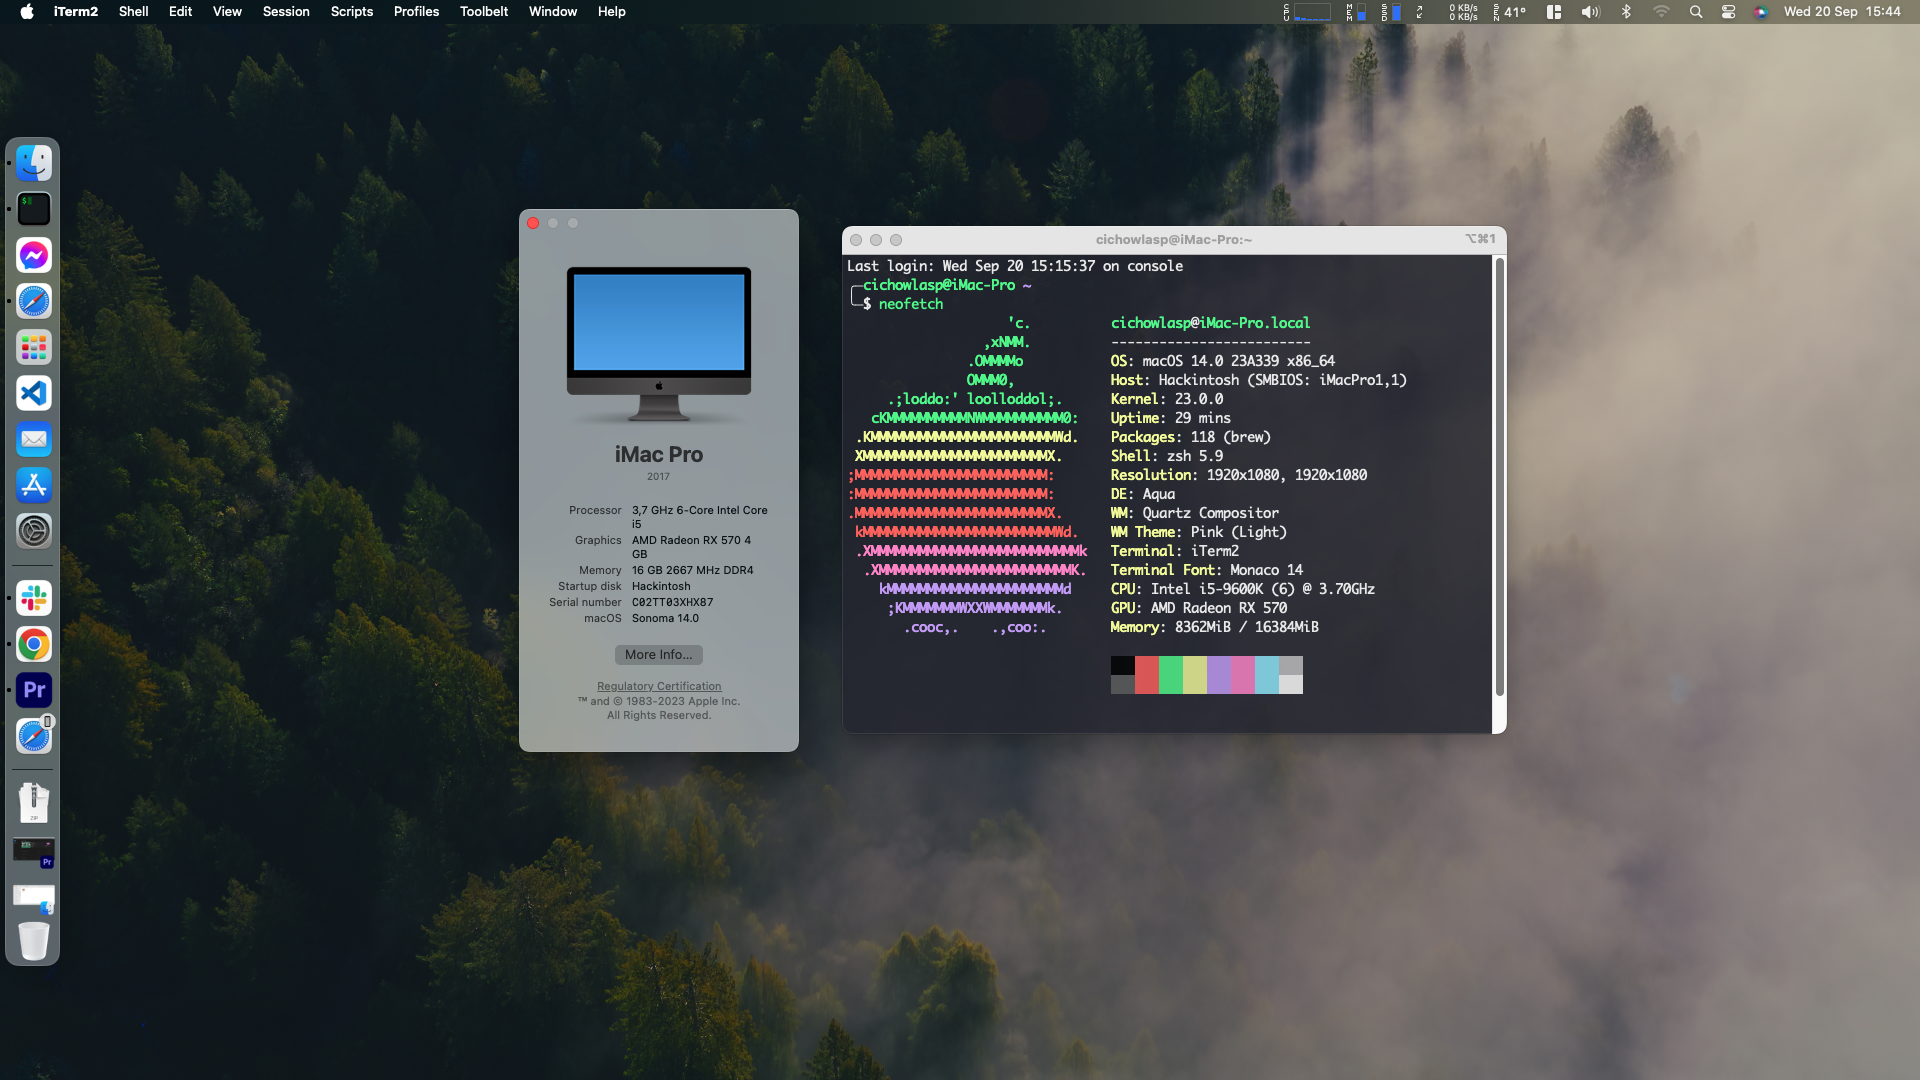 iTerm2 Shell Edit View Session Scripts Profiles Toolbelt Window Help
CPU MEM SSD 0 KB/s 0 KB/s SEN 41° Wed 20 Sep 15:44
iMac Pro
2017
Processor 3,7 GHz 6-Core Intel Core
i5
Graphics AMD Radeon RX 570 4
GB
Memory 16 GB 2667 MHz DDR4
Startup disk Hackintosh
Serial number C02TT03XHX87
macOS Sonoma 14.0
More Info...
Regulatory Certification
™ and © 1983-2023 Apple Inc.
All Rights Reserved.
cichowlasp@iMac-Pro:~ ⌥⌘1
Last login: Wed Sep 20 15:15:37 on console
╭─cichowlasp@iMac-Pro ~
╰─$ neofetch
'c. cichowlasp@iMac-Pro.local
,xNMM. -------------------------
.OMMMMo OS: macOS 14.0 23A339 x86_64
OMMM0, Host: Hackintosh (SMBIOS: iMacPro1,1)
.;loddo:' loolloddol;. Kernel: 23.0.0
cKMMMMMMMMMMNWMMMMMMMMMM0: Uptime: 29 mins
.KMMMMMMMMMMMMMMMMMMMMMMMWd. Packages: 118 (brew)
XMMMMMMMMMMMMMMMMMMMMMMMX. Shell: zsh 5.9
;MMMMMMMMMMMMMMMMMMMMMMMM: Resolution: 1920x1080, 1920x1080
:MMMMMMMMMMMMMMMMMMMMMMMM: DE: Aqua
.MMMMMMMMMMMMMMMMMMMMMMMMX. WM: Quartz Compositor
kMMMMMMMMMMMMMMMMMMMMMMMMWd. WM Theme: Pink (Light)
.XMMMMMMMMMMMMMMMMMMMMMMMMMMk Terminal: iTerm2
.XMMMMMMMMMMMMMMMMMMMMMMMMK. Terminal Font: Monaco 14
kMMMMMMMMMMMMMMMMMMMMMMd CPU: Intel i5-9600K (6) @ 3.70GHz
;KMMMMMMMWXXWMMMMMMMk. GPU: AMD Radeon RX 570
.cooc,. .,coo:. Memory: 8362MiB / 16384MiB
$
Pr
ZIP
Pr